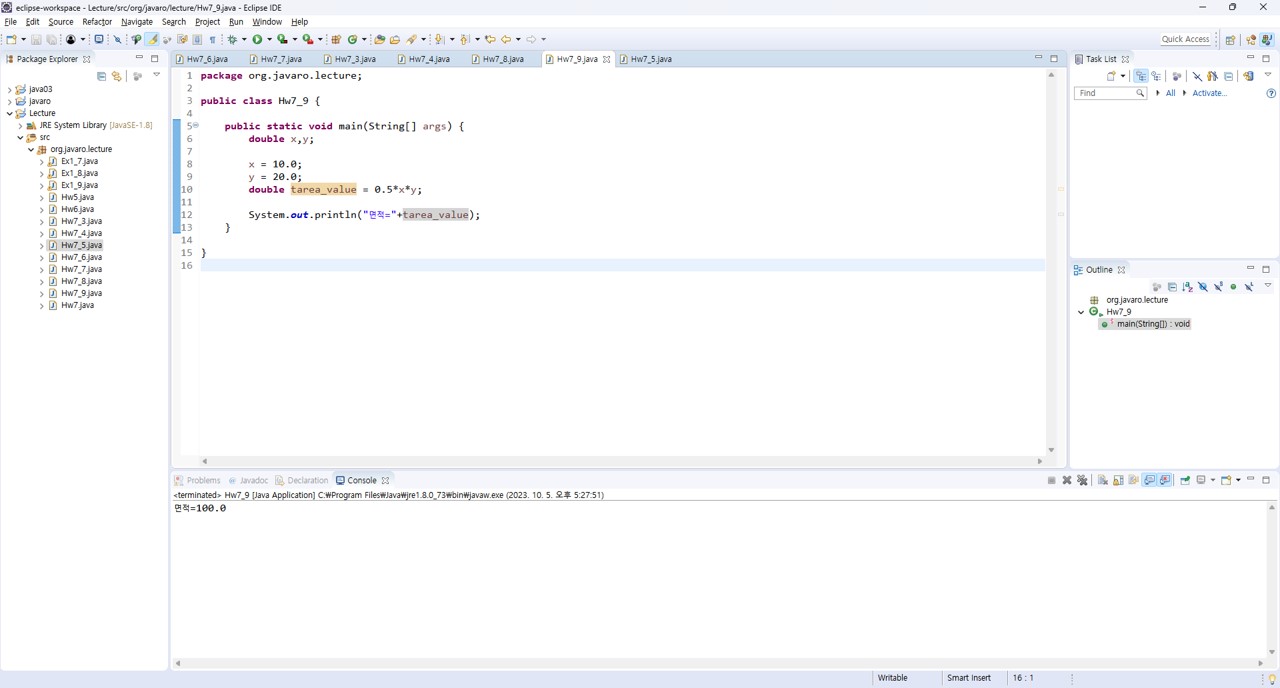 eclipse-workspace - Lecture/src/org/javaro/lecture/Hw7_9.java - Eclipse IDE
File Edit Source Refactor Navigate Search Project Run Window Help
Quick Access
Package Explorer
java03
javaro
Lecture
JRE System Library [JavaSE-1.8]
src
org.javaro.lecture
Ex1_7.java
Ex1_8.java
Ex1_9.java
Hw5.java
Hw6.java
Hw7_3.java
Hw7_4.java
Hw7_5.java
Hw7_6.java
Hw7_7.java
Hw7_8.java
Hw7_9.java
Hw7.java
Hw7_6.java Hw7_7.java Hw7_3.java Hw7_4.java Hw7_8.java Hw7_9.java Hw7_5.java
1 package org.javaro.lecture;
2
3 public class Hw7_9 {
4
5 public static void main(String[] args) {
6 double x,y;
7
8 x = 10.0;
9 y = 20.0;
10 double tarea_value = 0.5*x*y;
11
12 System.out.println("면적="+tarea_value);
13 }
14
15 }
16
Task List
Find All Activate...
Outline
org.javaro.lecture
Hw7_9
main(String[]) : void
Problems Javadoc Declaration Console
<terminated> Hw7_9 [Java Application] C:₩Program Files₩Java₩jre1.8.0_73₩bin₩javaw.exe (2023. 10. 5. 오후 5:27:51)
면적=100.0
Writable Smart Insert 16 : 1